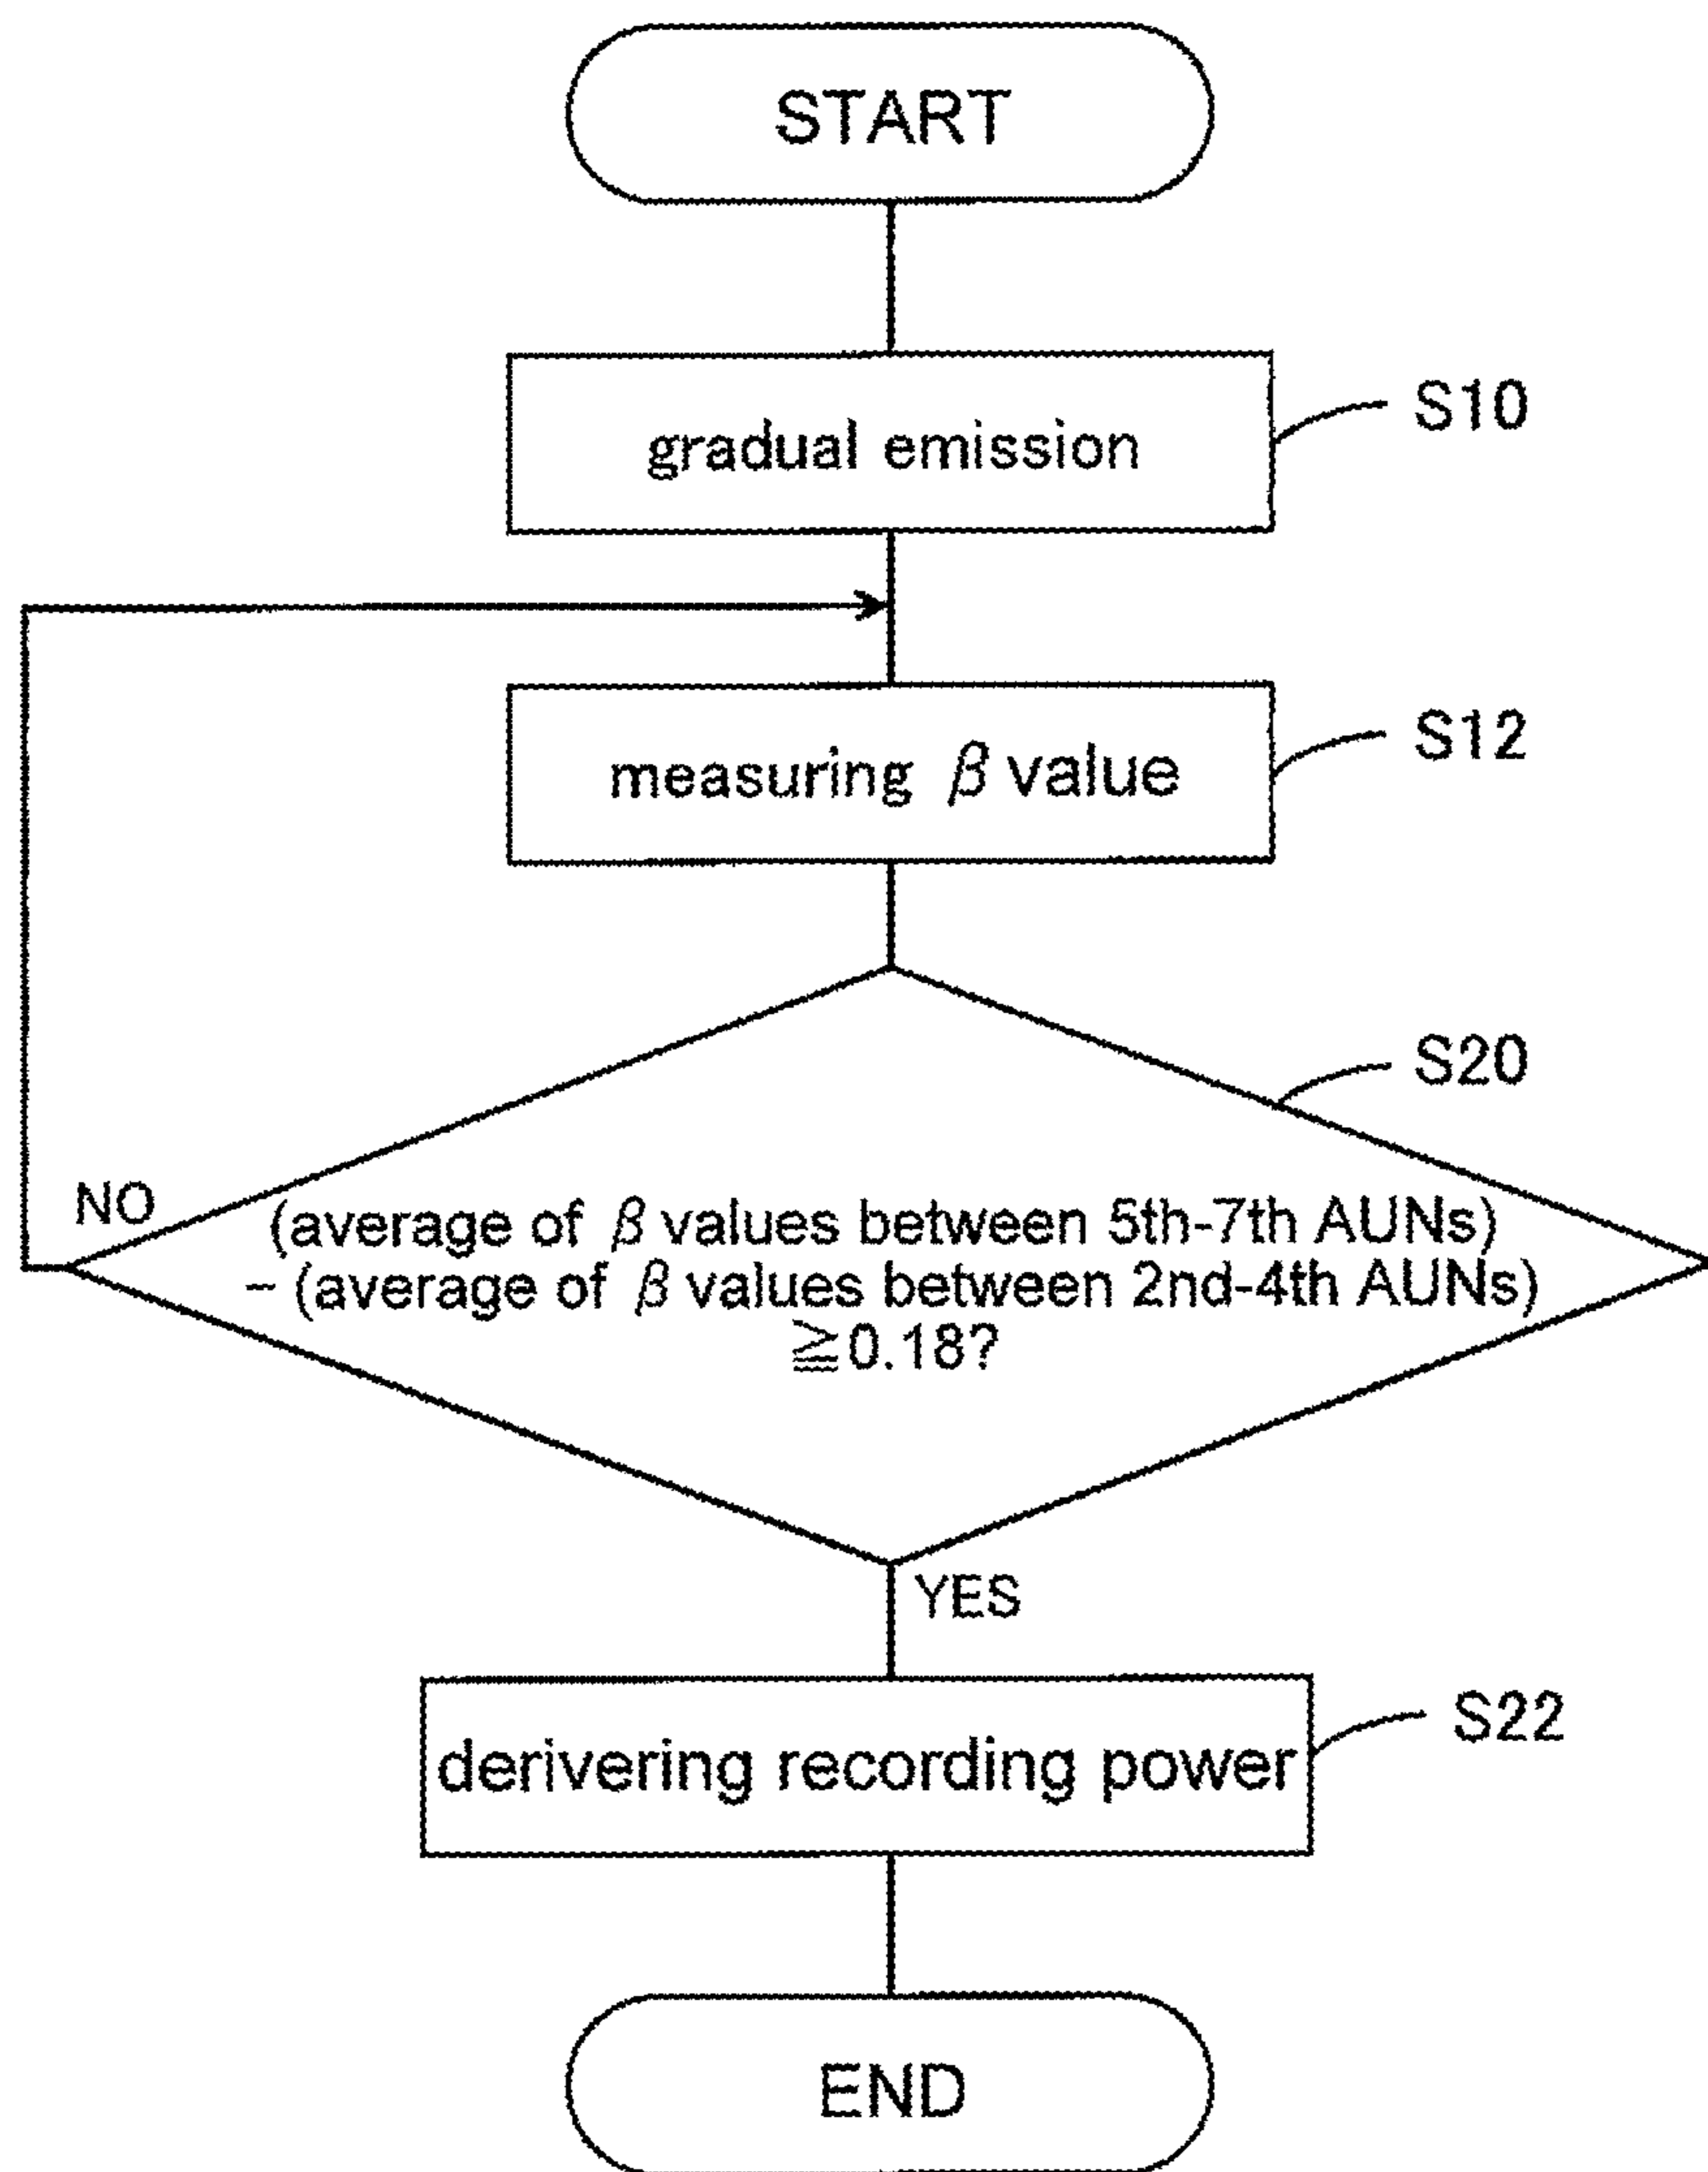 START
gradual emission
S10
measuring β value
S12
S20
NO
(average of β values between 5th-7th AUNs)
- (average of β values between 2nd-4th AUNs)
≧0.18?
YES
derivering recording power
S22
END